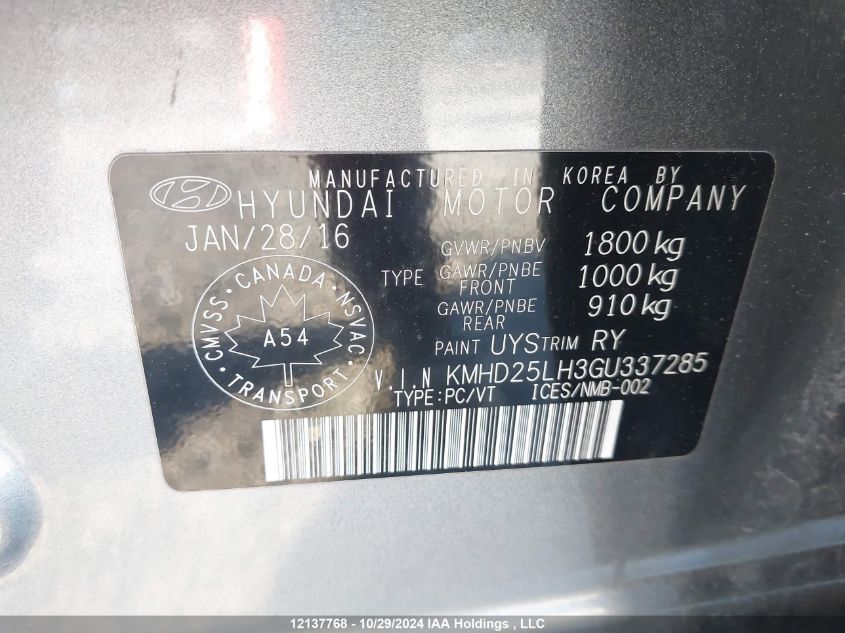 MANUFACTURED IN KOREA BY
HYUNDAI MOTOR COMPANY
JAN/28/16
GVWR/PNBV 1800 kg
TYPE GAWR/PNBE FRONT 1000 kg
GAWR/PNBE REAR 910 kg
PAINT UYS TRIM RY
CMVSS • CANADA • NSVAC • TRANSPORT •
A54
V.I.N KMHD25LH3GU337285
TYPE:PC/VT ICES/NMB-002
12137768 - 10/29/2024 IAA Holdings , LLC